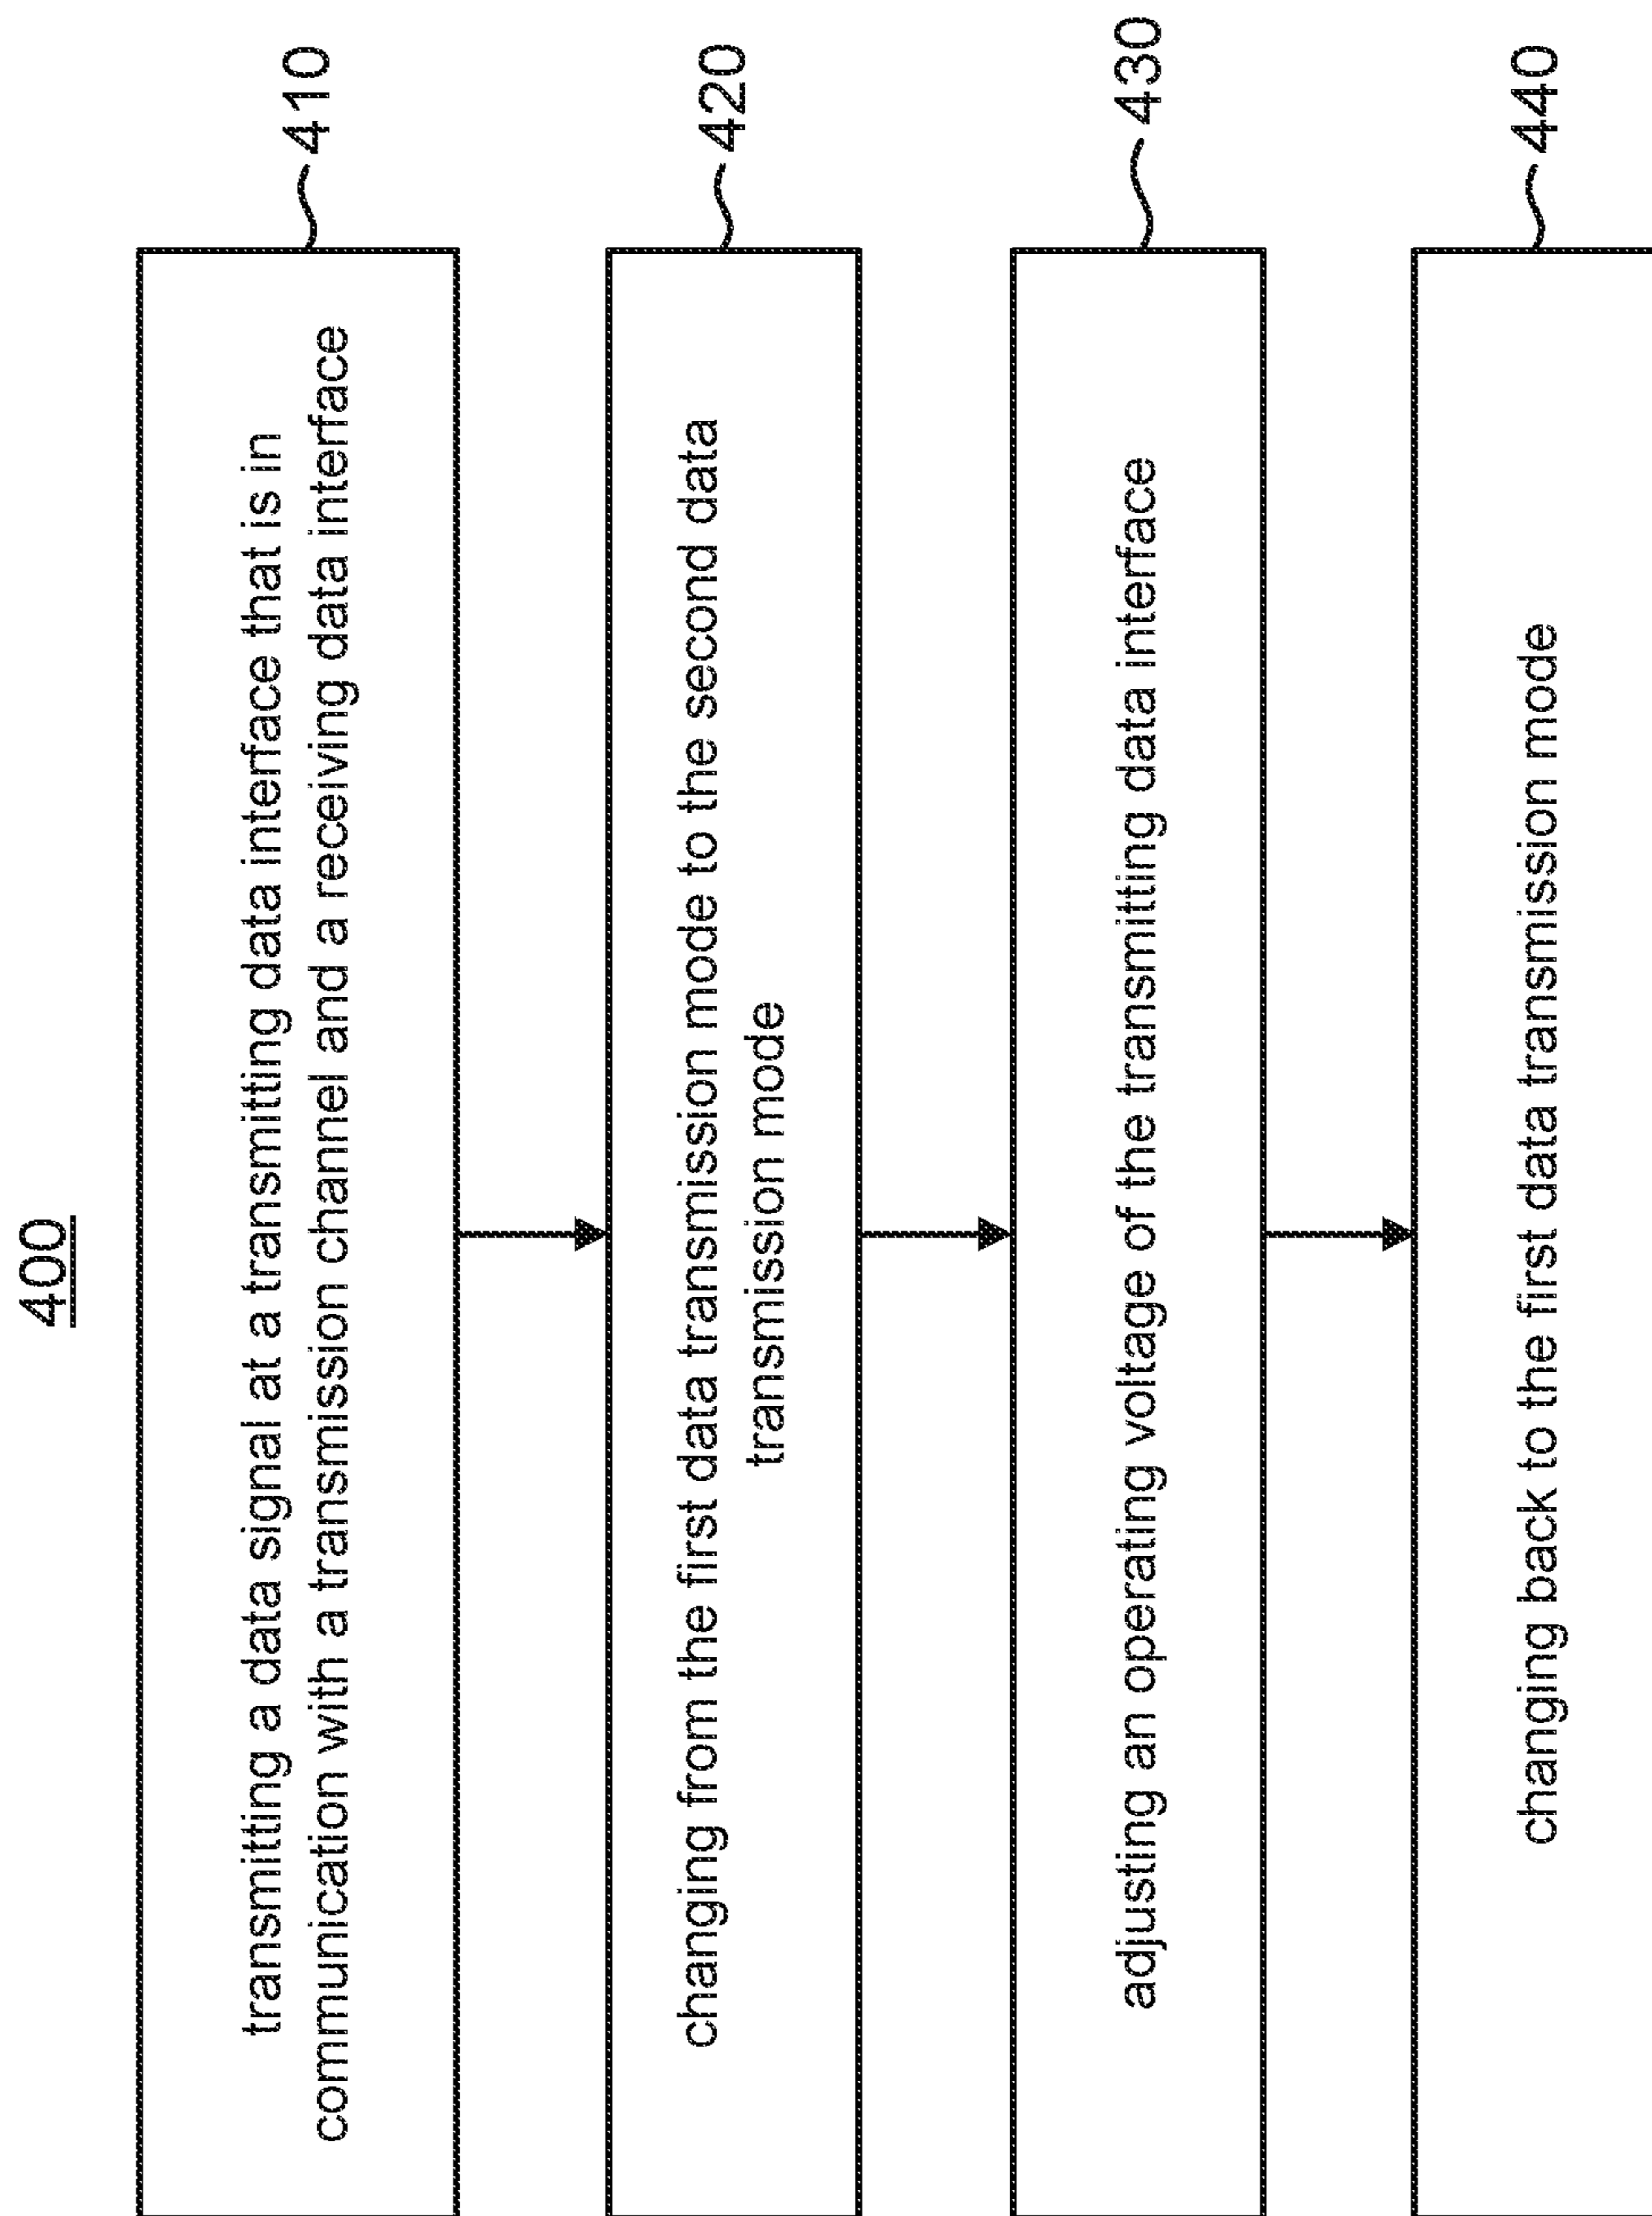 400
transmitting a data signal at a transmitting data interface that is in
communication with a transmission channel and a receiving data interface
410
changing from the first data transmission mode to the second data
transmission mode
420
adjusting an operating voltage of the transmitting data interface
430
changing back to the first data transmission mode
440